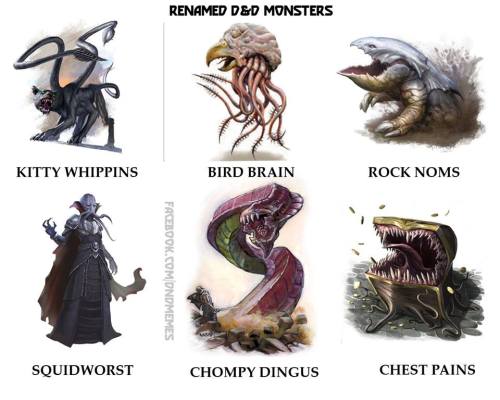 RENAMED D&D MONSTERS
KITTY WHIPPINS
BIRD BRAIN
ROCK NOMS
FACEBOOK.COM/DNDMEMES
SQUIDWORST
CHOMPY DINGUS
CHEST PAINS